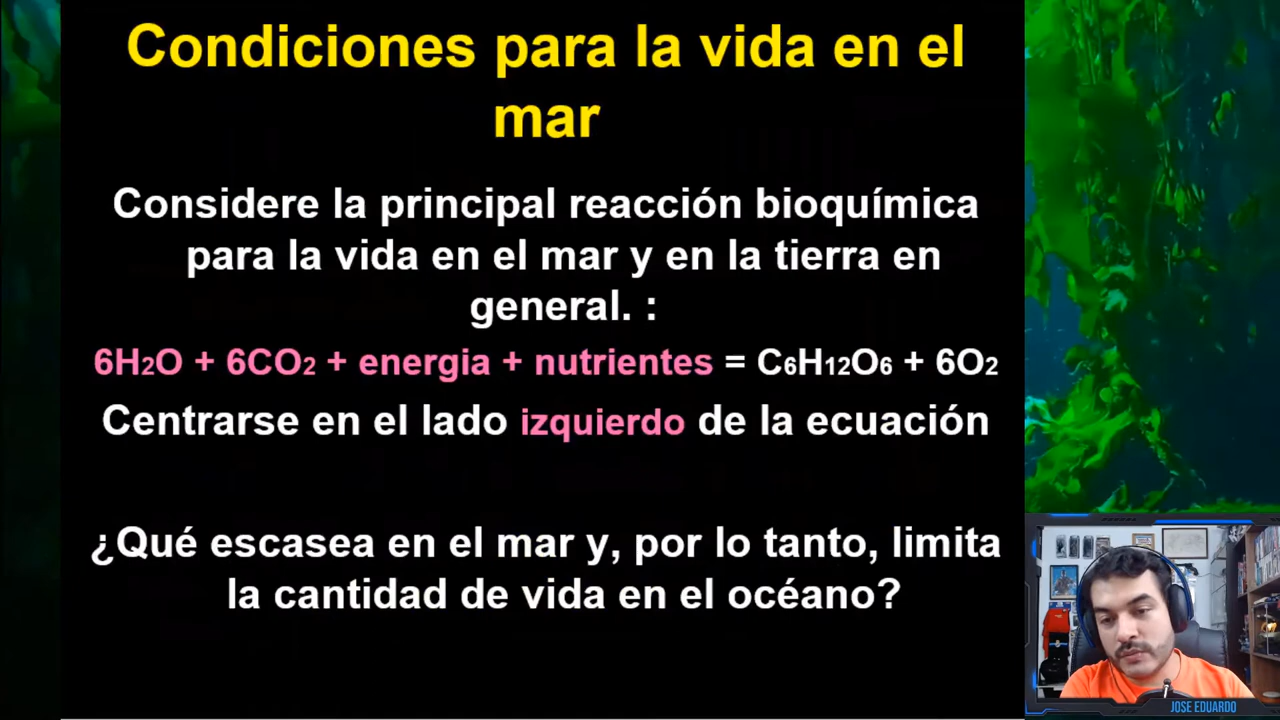 Condiciones para la vida en el
mar
Considere la principal reacción bioquímica
para la vida en el mar y en la tierra en
general. :
6H₂O + 6CO₂ + energia + nutrientes = C₆H₁₂O₆ + 6O₂
Centrarse en el lado izquierdo de la ecuación
¿Qué escasea en el mar y, por lo tanto, limita
la cantidad de vida en el océano?
JOSE EDUARDO